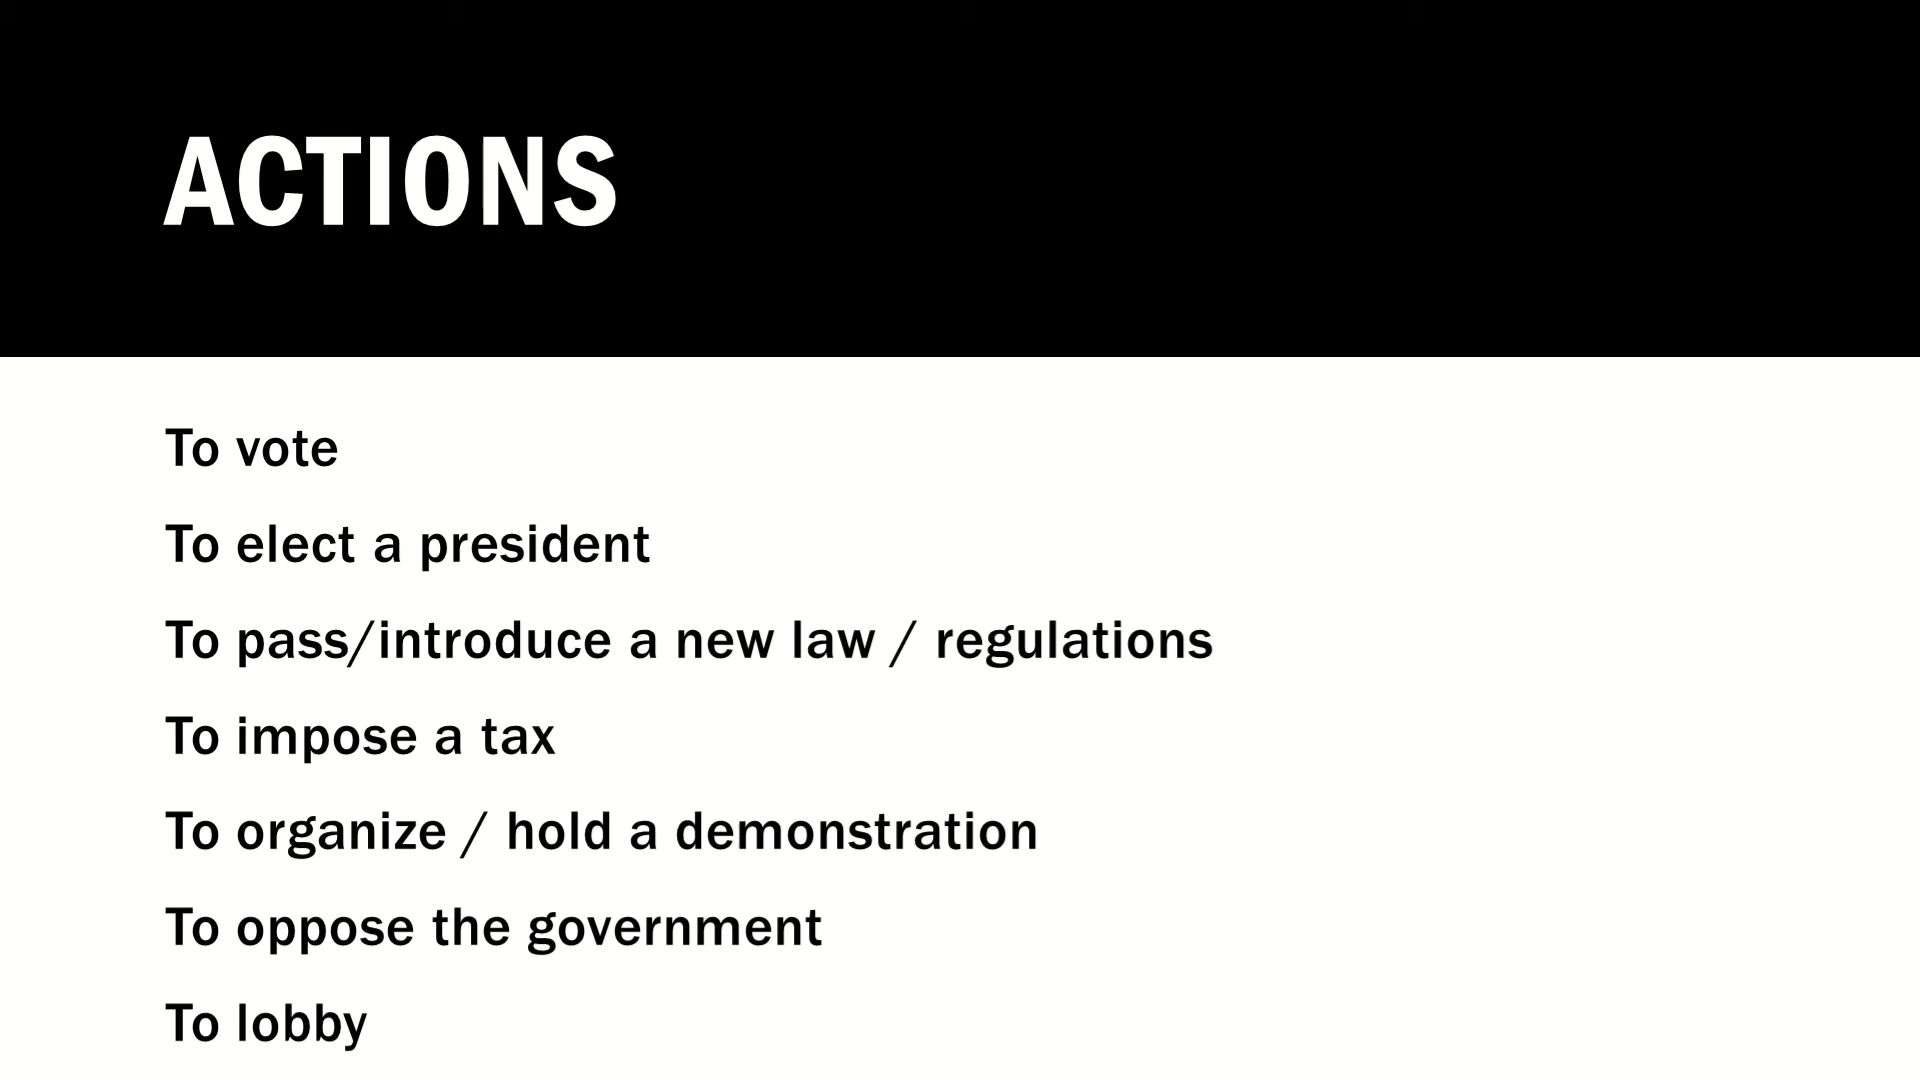 ACTIONS
To vote
To elect a president
To pass/introduce a new law / regulations
To impose a tax
To organize / hold a demonstration
To oppose the government
To lobby